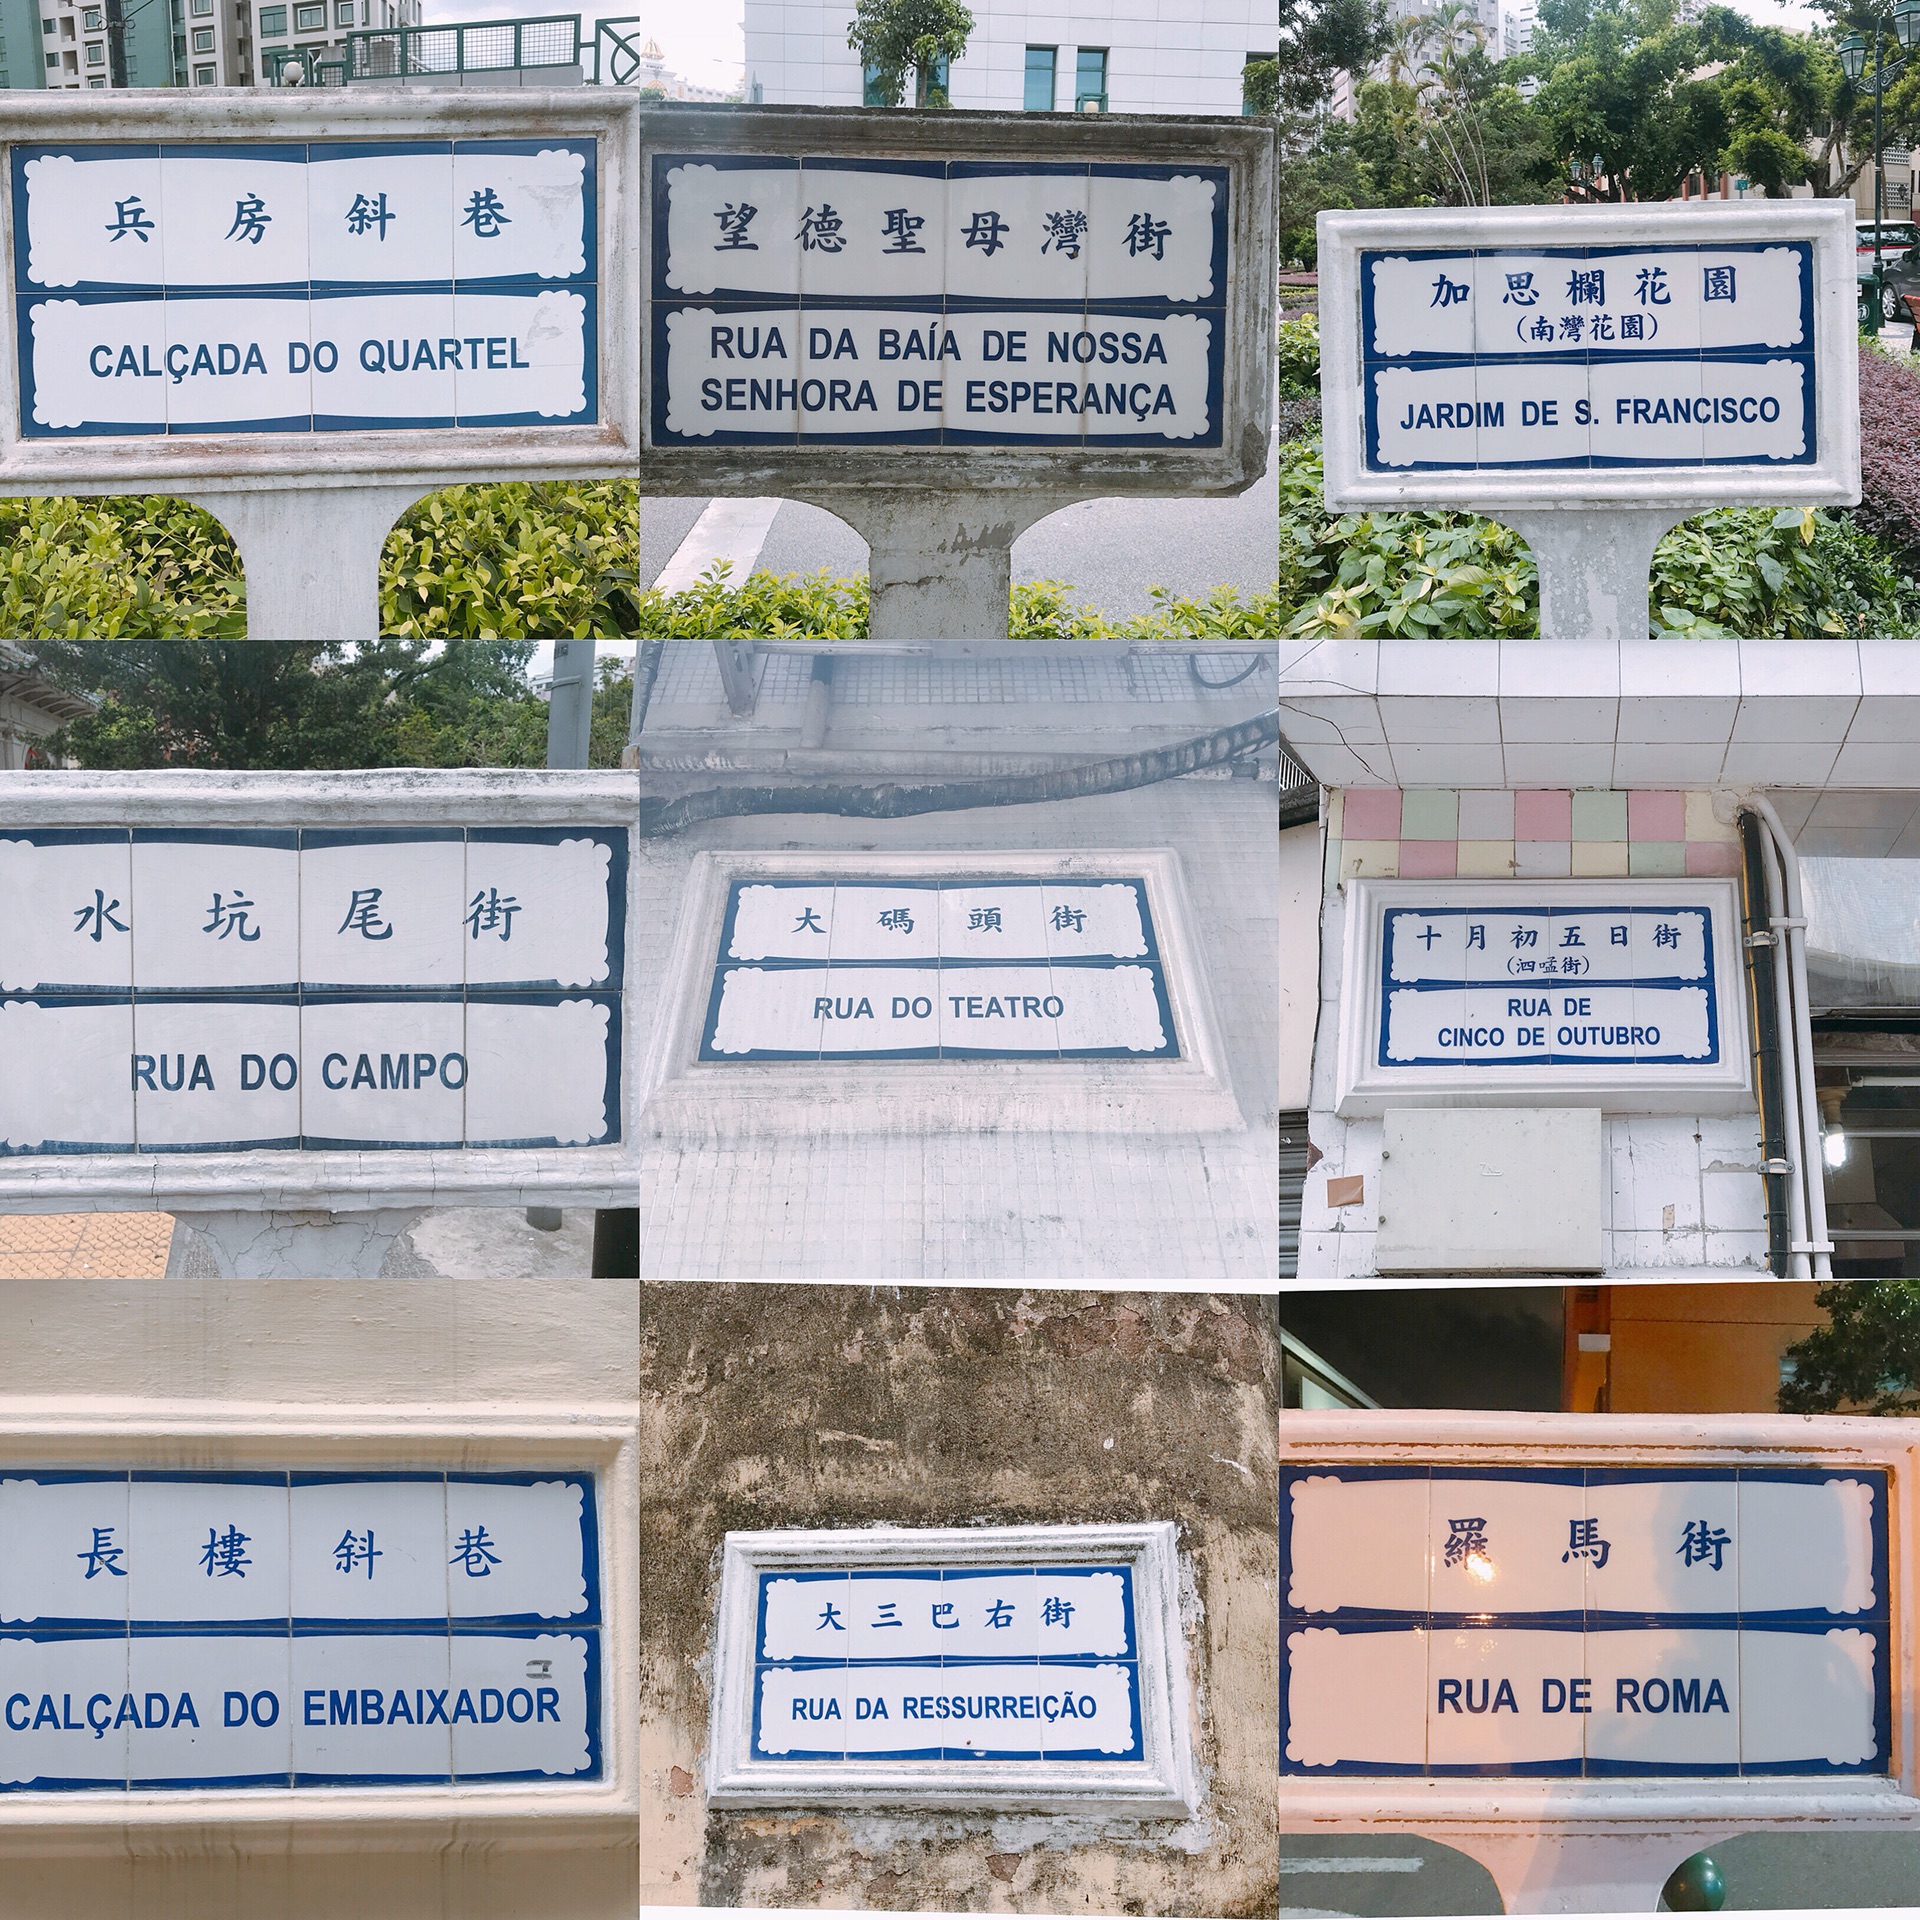 兵房斜巷
CALÇADA DO QUARTEL
望德聖母灣街
RUA DA BAÍA DE NOSSA
SENHORA DE ESPERANÇA
加思欄花園
(南灣花園)
JARDIM DE S. FRANCISCO
水坑尾街
RUA DO CAMPO
大碼頭街
RUA DO TEATRO
十月初五日街
(泗𠵼街)
RUA DE
CINCO DE OUTUBRO
長樓斜巷
CALÇADA DO EMBAIXADOR
大三巴右街
RUA DA RESSURREIÇÃO
羅馬街
RUA DE ROMA